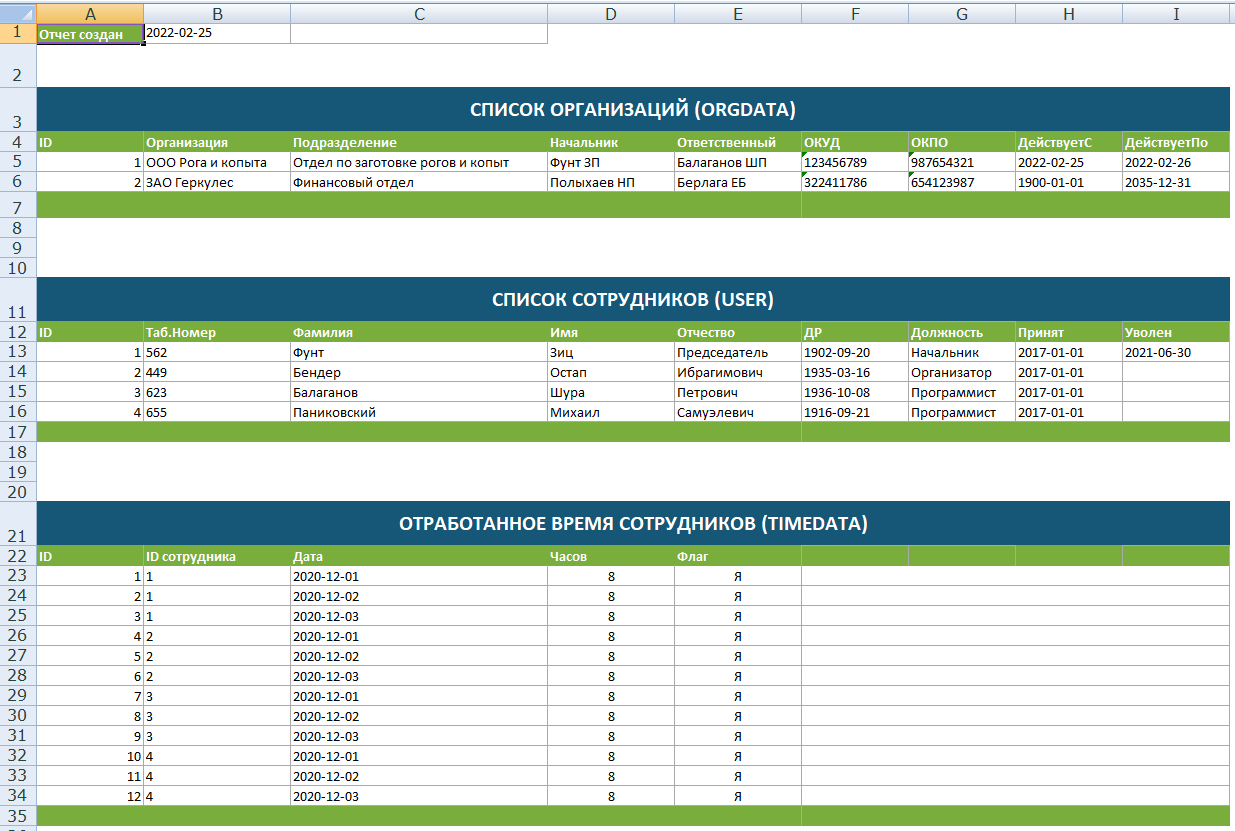 A B C D E F G H I
1 Отчет создан 2022-02-25
2
3 СПИСОК ОРГАНИЗАЦИЙ (ORGDATA)
4 ID Организация Подразделение Начальник Ответственный ОКУД ОКПО ДействуетС ДействуетПо
5 1 ООО Рога и копыта Отдел по заготовке рогов и копыт Фунт ЗП Балаганов ШП 123456789 987654321 2022-02-25 2022-02-26
6 2 ЗАО Геркулес Финансовый отдел Полыхаев НП Берлага ЕБ 322411786 654123987 1900-01-01 2035-12-31
7
8
9
10
11 СПИСОК СОТРУДНИКОВ (USER)
12 ID Таб.Номер Фамилия Имя Отчество ДР Должность Принят Уволен
13 1 562 Фунт Зиц Председатель 1902-09-20 Начальник 2017-01-01 2021-06-30
14 2 449 Бендер Остап Ибрагимович 1935-03-16 Организатор 2017-01-01
15 3 623 Балаганов Шура Петрович 1936-10-08 Программист 2017-01-01
16 4 655 Паниковский Михаил Самуэлевич 1916-09-21 Программист 2017-01-01
17
18
19
20
21 ОТРАБОТАННОЕ ВРЕМЯ СОТРУДНИКОВ (TIMEDATA)
22 ID ID сотрудника Дата Часов Флаг
23 1 1 2020-12-01 8 Я
24 2 1 2020-12-02 8 Я
25 3 1 2020-12-03 8 Я
26 4 2 2020-12-01 8 Я
27 5 2 2020-12-02 8 Я
28 6 2 2020-12-03 8 Я
29 7 3 2020-12-01 8 Я
30 8 3 2020-12-02 8 Я
31 9 3 2020-12-03 8 Я
32 10 4 2020-12-01 8 Я
33 11 4 2020-12-02 8 Я
34 12 4 2020-12-03 8 Я
35